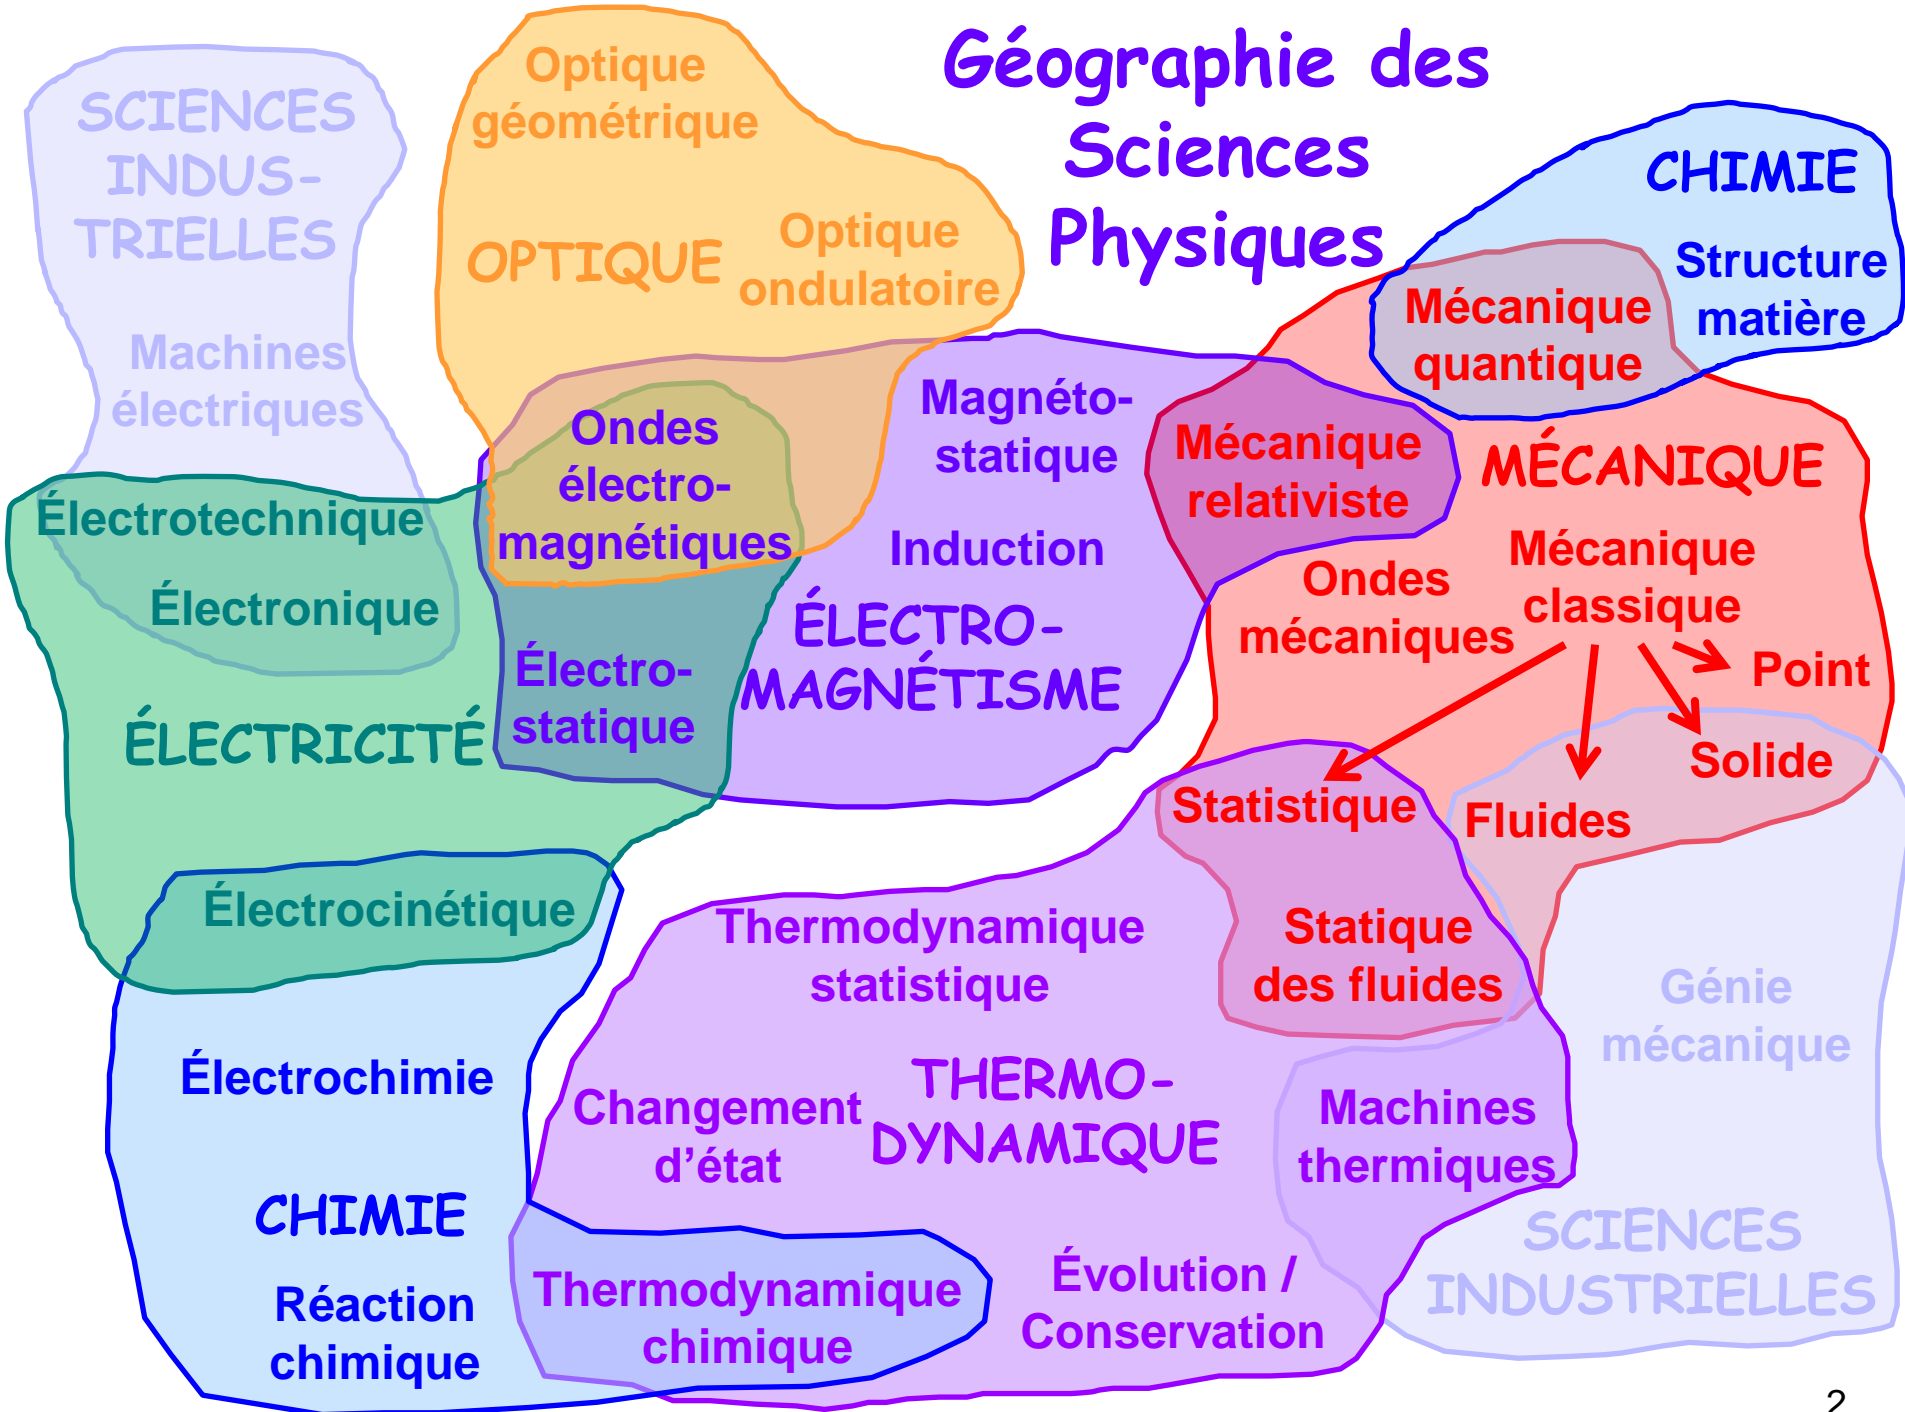 Géographie des
Sciences
Physiques
SCIENCES
INDUS-
TRIELLES
Machines
électriques
Optique
géométrique
OPTIQUE
Optique
ondulatoire
CHIMIE
Structure
matière
Mécanique
quantique
Ondes
électro-
magnétiques
Magnéto-
statique
Mécanique
relativiste
MÉCANIQUE
Électrotechnique
Électronique
Induction
Ondes
mécaniques
Mécanique
classique
Point
Solide
Fluides
Statistique
ÉLECTRICITÉ
Électro-
statique
ÉLECTRO-
MAGNÉTISME
Électrocinétique
Thermodynamique
statistique
Statique
des fluides
Génie
mécanique
Électrochimie
Changement
d’état
THERMO-
DYNAMIQUE
Machines
thermiques
CHIMIE
Réaction
chimique
Thermodynamique
chimique
Évolution /
Conservation
SCIENCES
INDUSTRIELLES
2